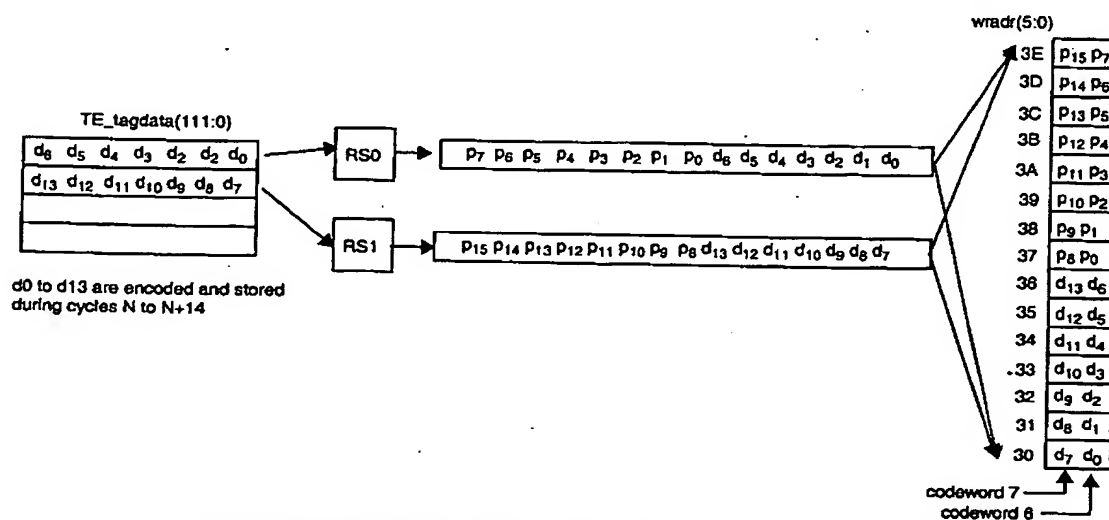 wradr(5:0)
TE_tagdata(111:0)
d6 d5 d4 d3 d2 d2 d0
d13 d12 d11 d10 d9 d8 d7
RS0
RS1
p7 p6 p5 p4 p3 p2 p1 p0 d6 d5 d4 d3 d2 d1 d0
p15 p14 p13 p12 p11 p10 p9 p8 d13 d12 d11 d10 d9 d8 d7
d0 to d13 are encoded and stored
during cycles N to N+14
3E p15 p7
3D p14 p6
3C p13 p5
3B p12 p4
3A p11 p3
39 p10 p2
38 p9 p1
37 p8 p0
36 d13 d6
35 d12 d5
34 d11 d4
33 d10 d3
32 d9 d2
31 d8 d1
30 d7 d0
codeword 7
codeword 6